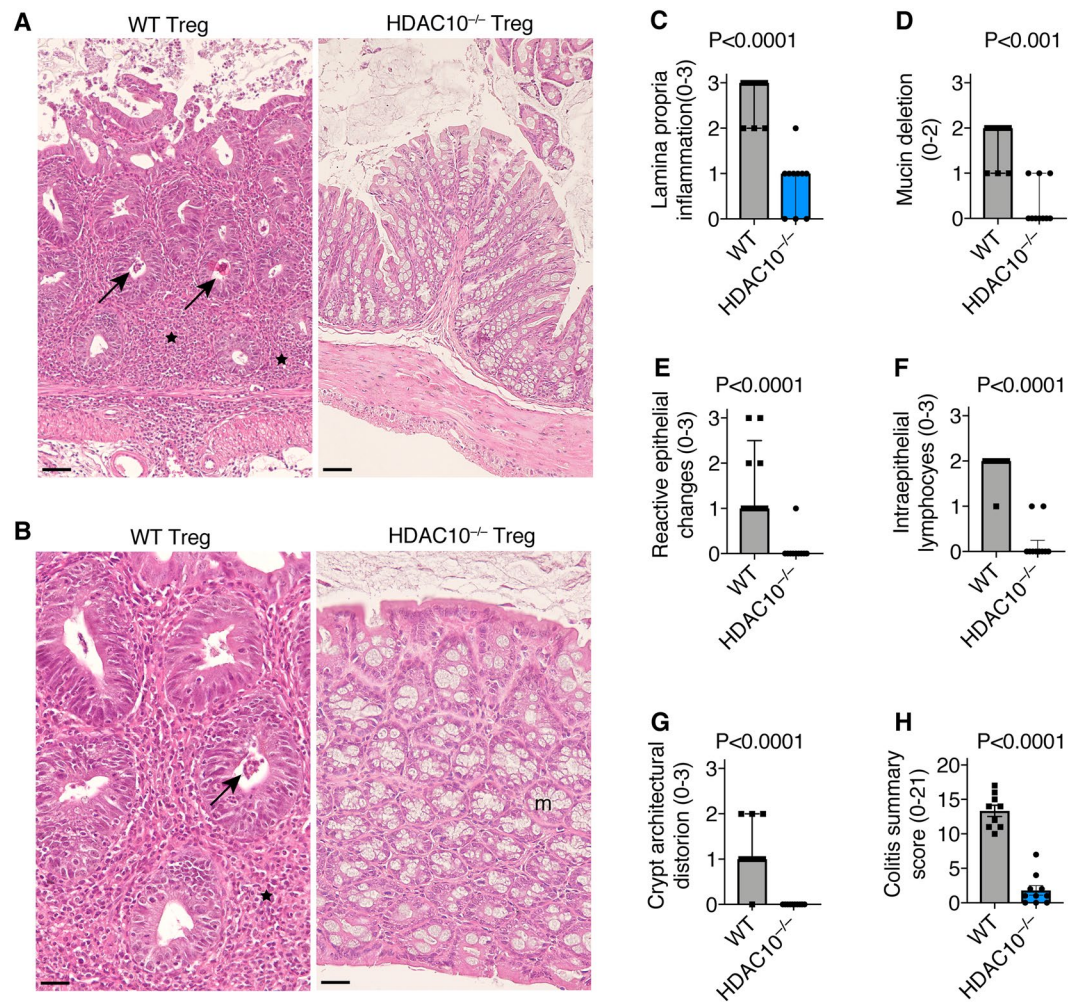 A
WT Treg
HDAC10⁻/⁻ Treg
B
WT Treg
HDAC10⁻/⁻ Treg
m
C
P<0.0001
Lamina propria
inflammation(0-3)
3
2
1
0
WT
HDAC10⁻/⁻
D
P<0.001
Mucin deletion
(0-2)
3
2
1
0
WT
HDAC10⁻/⁻
E
P<0.0001
Reactive epithelial
changes (0-3)
3
2
1
0
WT
HDAC10⁻/⁻
F
P<0.0001
Intraepithelial
lymphocytes (0-3)
3
2
1
0
WT
HDAC10⁻/⁻
G
P<0.0001
Crypt architectural
distorion (0-3)
3
2
1
0
WT
HDAC10⁻/⁻
H
P<0.0001
Colitis summary
score (0-21)
20
15
10
5
0
WT
HDAC10⁻/⁻